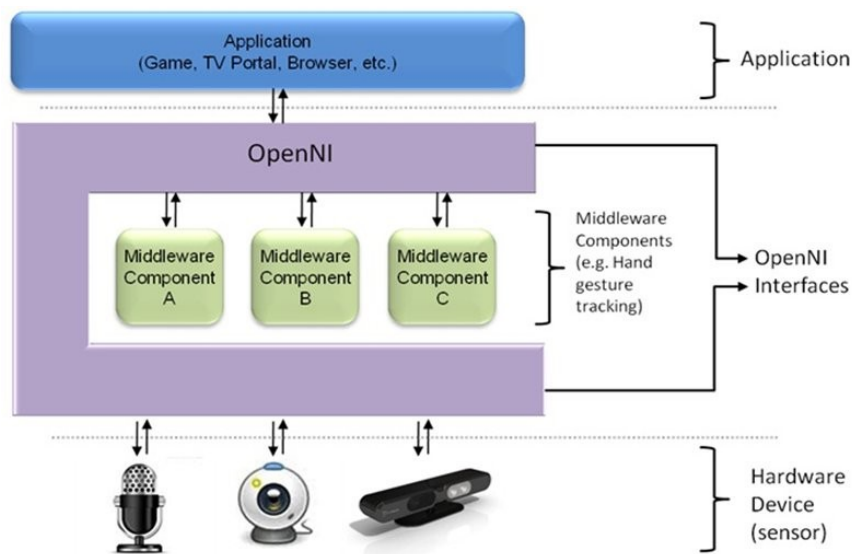 Application
(Game, TV Portal, Browser, etc.)
Application
OpenNI
Middleware
Component
A
Middleware
Component
B
Middleware
Component
C
Middleware
Components
(e.g. Hand
gesture
tracking)
OpenNI
Interfaces
Hardware
Device
(sensor)